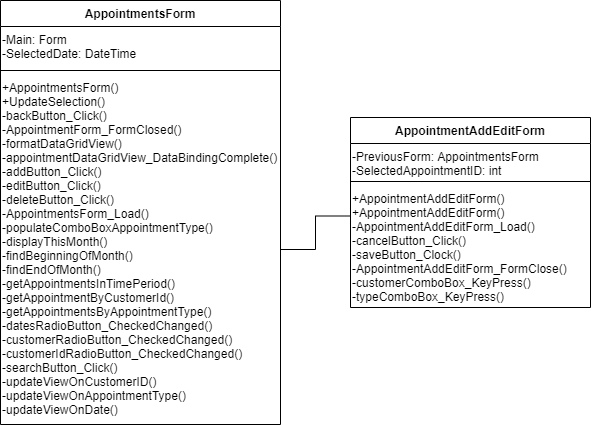 AppointmentsForm
-Main: Form
-SelectedDate: DateTime
+AppointmentsForm()
+UpdateSelection()
-backButton_Click()
-AppointmentForm_FormClosed()
-formatDataGridView()
-appointmentDataGridView_DataBindingComplete()
-addButton_Click()
-editButton_Click()
-deleteButton_Click()
-AppointmentsForm_Load()
-populateComboBoxAppointmentType()
-displayThisMonth()
-findBeginningOfMonth()
-findEndOfMonth()
-getAppointmentsInTimePeriod()
-getAppointmentByCustomerId()
-getAppointmentsByAppointmentType()
-datesRadioButton_CheckedChanged()
-customerRadioButton_CheckedChanged()
-customerIdRadioButton_CheckedChanged()
-searchButton_Click()
-updateViewOnCustomerID()
-updateViewOnAppointmentType()
-updateViewOnDate()
AppointmentAddEditForm
-PreviousForm: AppointmentsForm
-SelectedAppointmentID: int
+AppointmentAddEditForm()
+AppointmentAddEditForm()
-AppointmentAddEditForm_Load()
-cancelButton_Click()
-saveButton_Clock()
-AppointmentAddEditForm_FormClose()
-customerComboBox_KeyPress()
-typeComboBox_KeyPress()